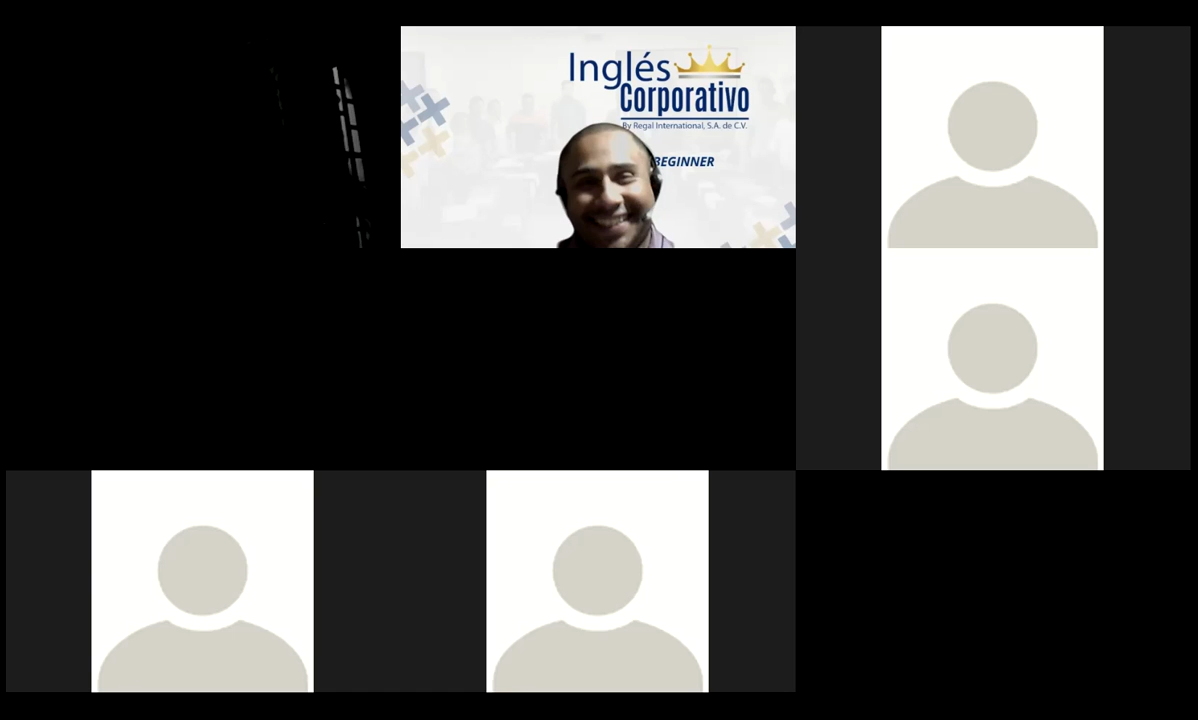 Inglés
Corporativo
By Regal International, S.A. de C.V.
BEGINNER